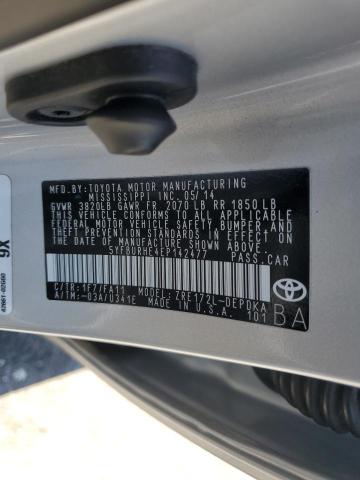 MFD. BY: TOYOTA MOTOR MANUFACTURING
MISSISSIPPI INC. 05/14
GVWR 3820LB GAWR FR 2070 LB RR 1850 LB
THIS VEHICLE CONFORMS TO ALL APPLICABLE
FEDERAL MOTOR VEHICLE SAFETY, BUMPER, AND
THEFT PREVENTION STANDARDS IN EFFECT ON
THE DATE OF MANUFACTURE SHOWN ABOVE.
5YFBURHE4EP142477 PASS.CAR
C/TR: 1F7/FA11 MODEL: ZRE172L-DEPDKA
A/TM: -03A/U341E MADE IN U.S.A. 101
BA
9X